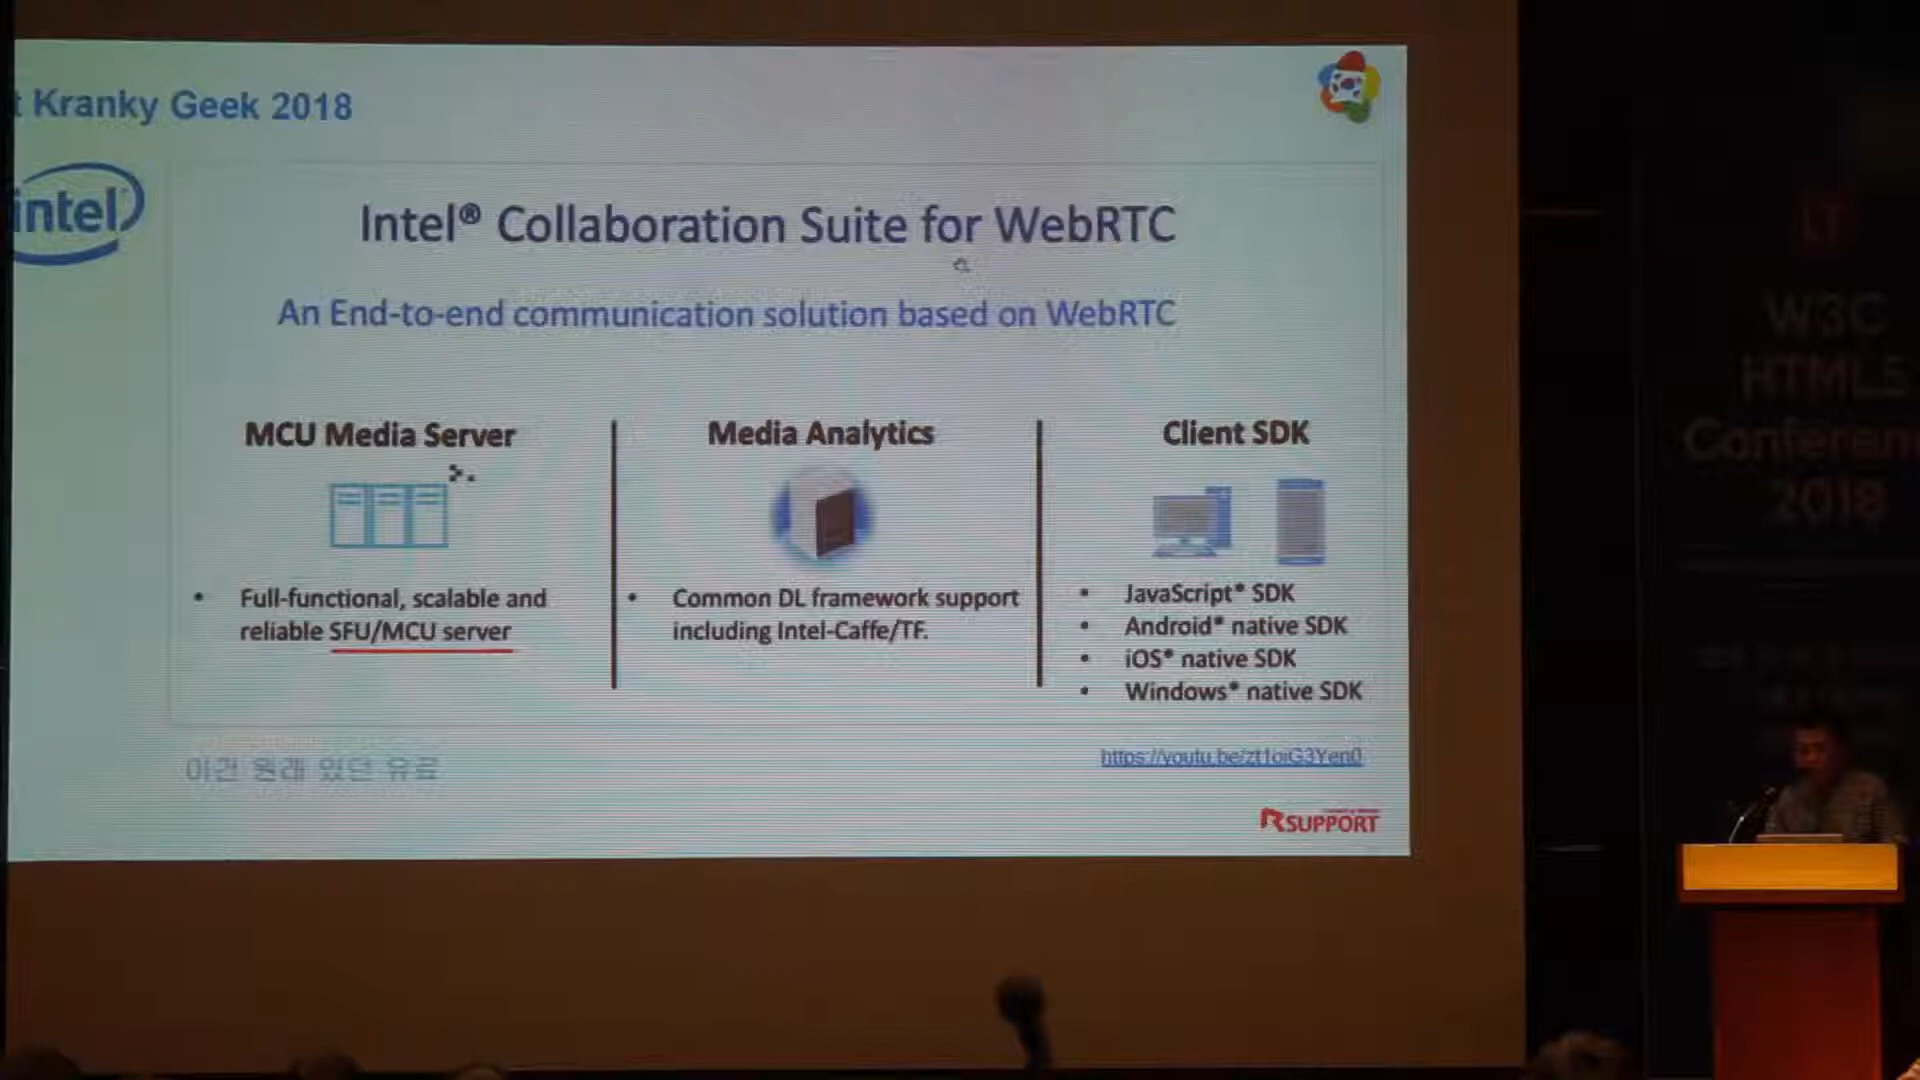 t Kranky Geek 2018
intel
Intel® Collaboration Suite for WebRTC
An End-to-end communication solution based on WebRTC
MCU Media Server
Full-functional, scalable and
reliable SFU/MCU server
Media Analytics
Common DL framework support
including Intel-Caffe/TF.
Client SDK
• JavaScript* SDK
• Android* native SDK
• iOS* native SDK
• Windows* native SDK
이건 원래 있던 유료
https://youtu.be/zt1oiG3Yen0
RSUPPORT
LT
W3C
HTML5
Conferen
2018